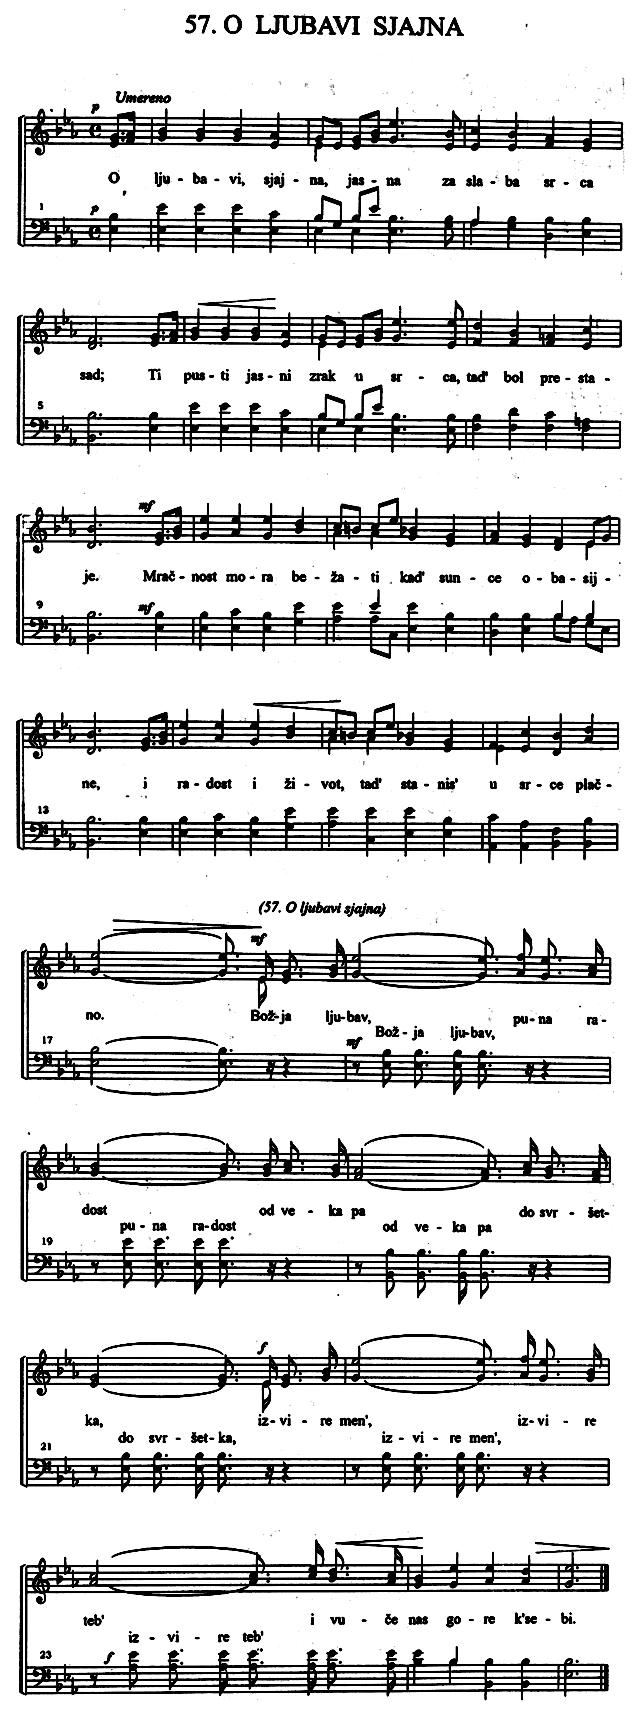 57. O LJUBAVI SJAJNA
Umereno
p
O lju - ba - vi, sjaj - na, jas - na za sla - ba sr - ca
1
p
sad; Ti pus - ti jas - ni zrak u sr - ca, tad' bol pre - sta -
5
mf
je. Mrač - nost mo - ra be - ža - ti kad' sun - ce o - ba - sij -
9
mf
ne, i ra - dost i ži - vot, tad' sta - nis' u sr - ce plač -
13
(57. O ljubavi sjajna)
mf
no. Bož - ja lju - bav, pu - na ra -
Bož - ja ljubav,
17
mf
dost od ve - ka pa do svr - šet-
pu - na ra-dost od ve - ka pa
19
f
ka, iz - vi - re men', iz - vi - re
do svr - šet-ka, iz - vi - re men',
21
teb' i vu - če nas go - re k'se - bi.
iz - vi - re teb'
23
f